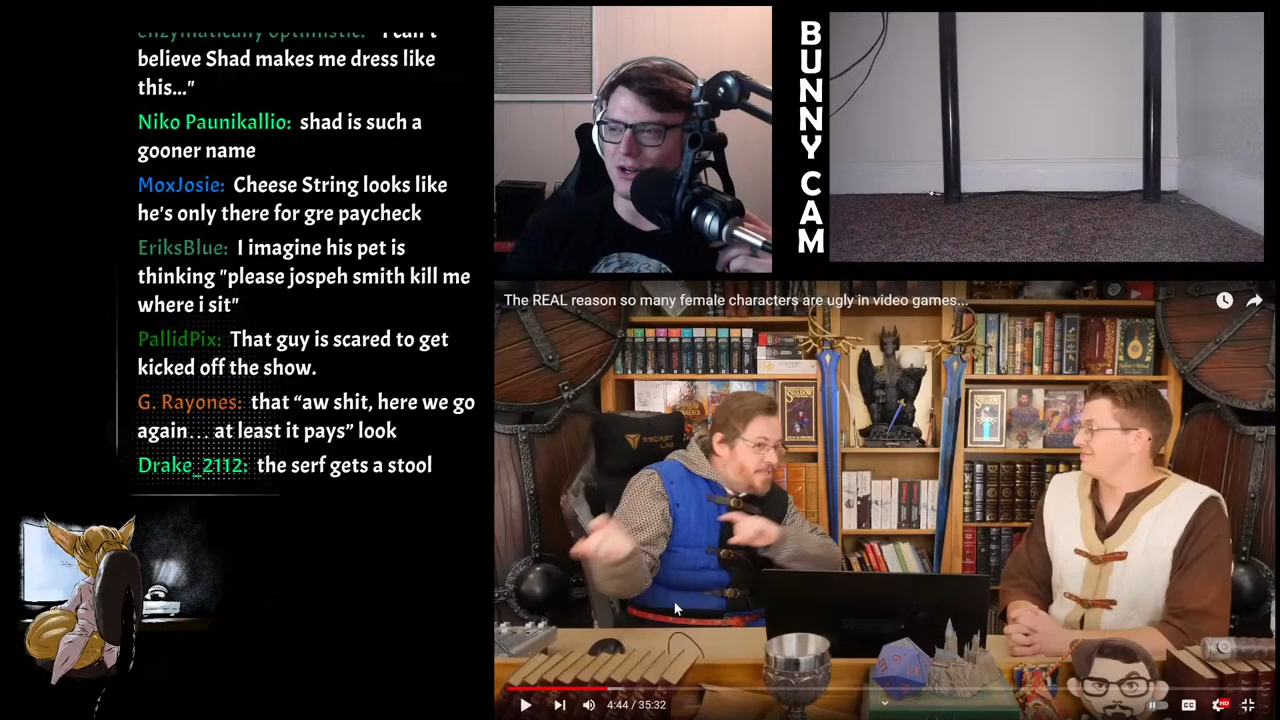 enzymatically optimistic: "I can't
believe Shad makes me dress like
this..."
Niko Paunikallio: shad is such a
gooner name
MoxJosie: Cheese String looks like
he's only there for gre paycheck
EriksBlue: I imagine his pet is
thinking "please jospeh smith kill me
where i sit"
PallidPix: That guy is scared to get
kicked off the show.
G. Rayones: that “aw shit, here we go
again... at least it pays” look
Drake_2112: the serf gets a stool
BUNNY CAM
The REAL reason so many female characters are ugly in video games...
SECRETLAB
SHADOW
4:44 / 35:32
CC
HD